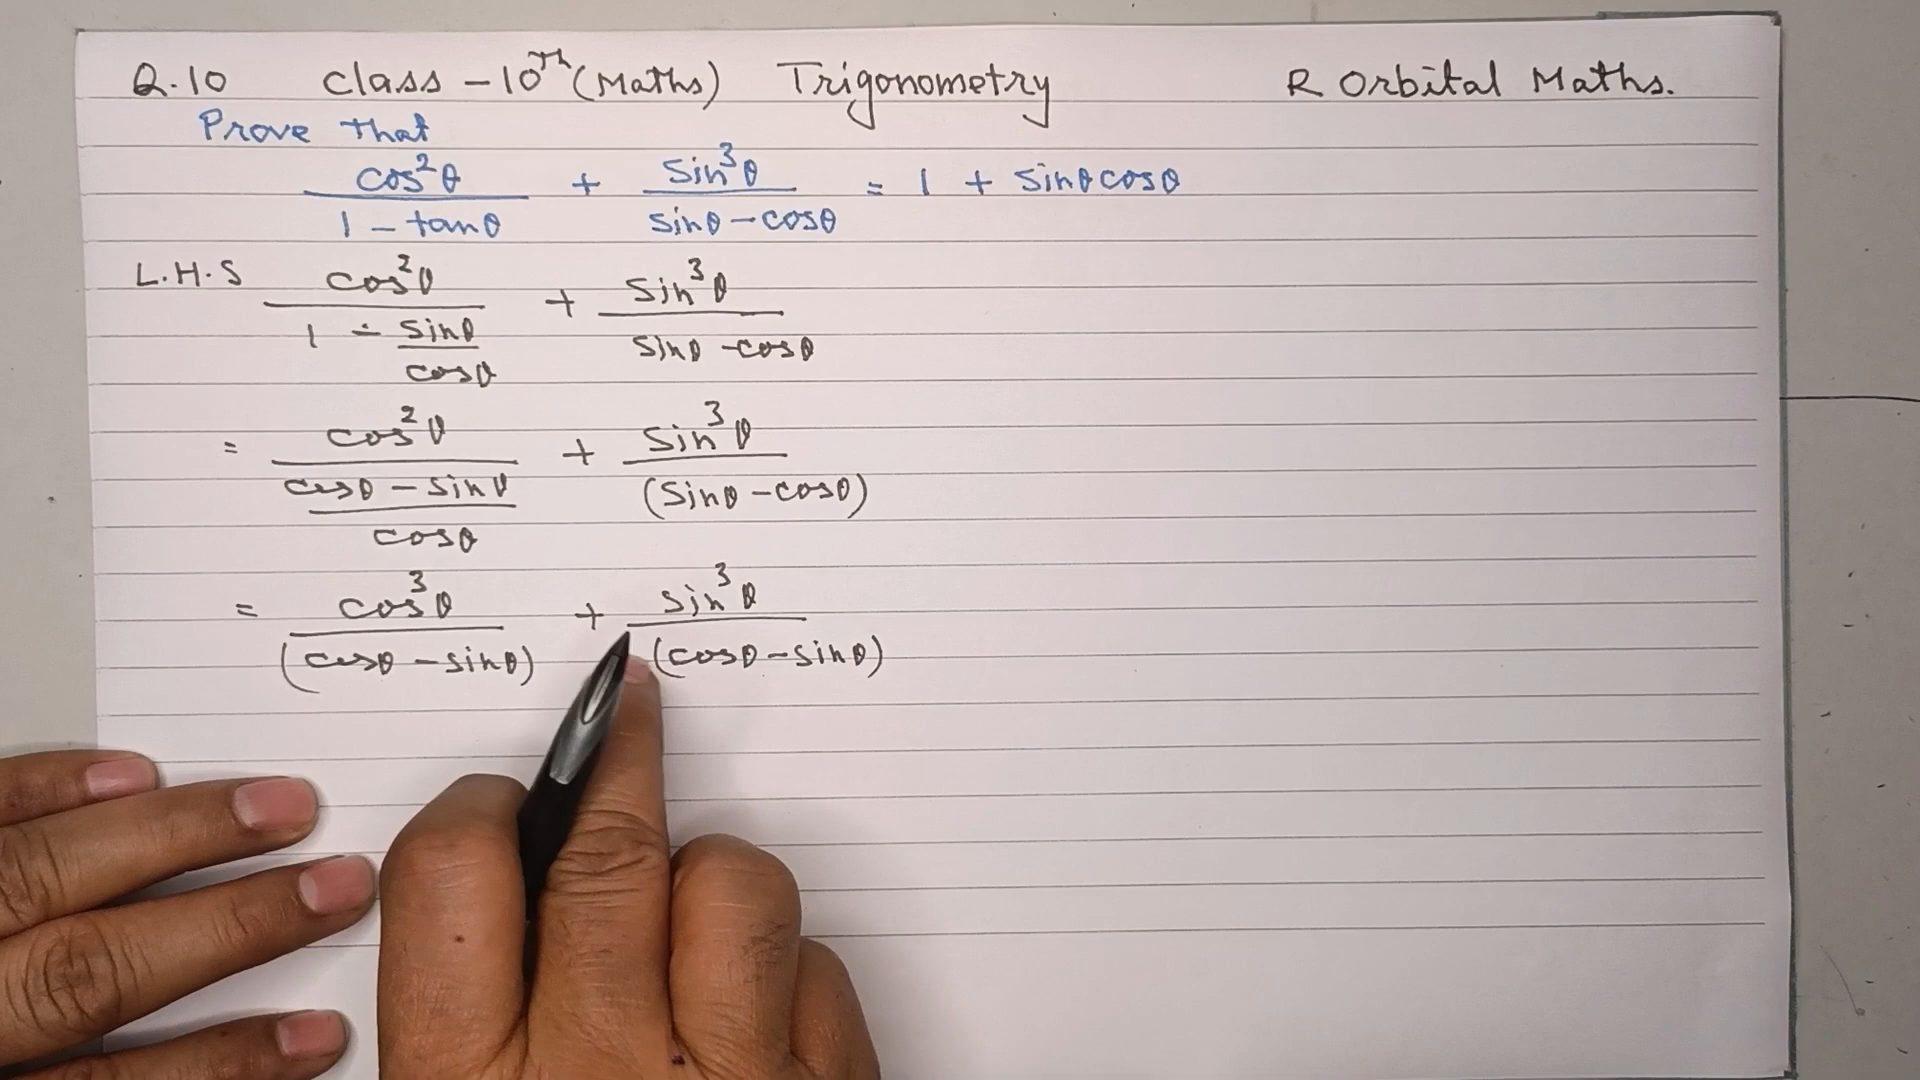 Q.10 Class - 10th (Maths) Trigonometry R Orbital Maths.
Prove that
cos²θ / (1 - tanθ) + sin³θ / (sinθ - cosθ) = 1 + sinθcosθ
L.H.S cos²θ / (1 - sinθ/cosθ) + sin³θ / (sinθ - cosθ)
= cos²θ / ((cosθ - sinθ)/cosθ) + sin³θ / (sinθ - cosθ)
= cos³θ / (cosθ - sinθ) + sin³θ / (cosθ - sinθ)